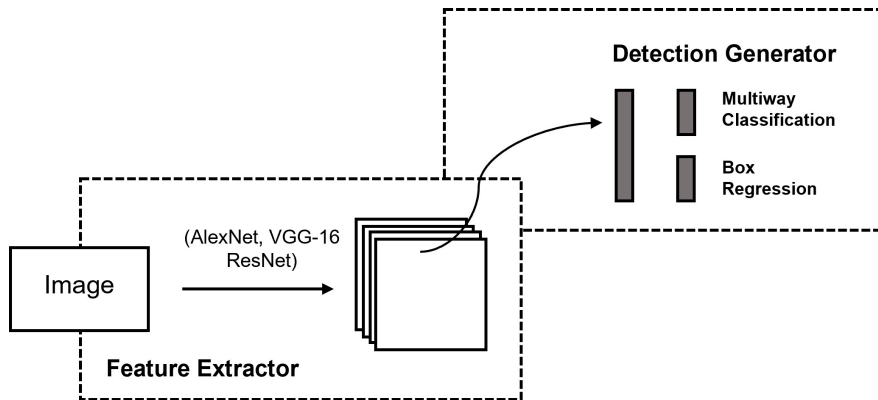 Detection Generator
Multiway
Classification
Box
Regression
(AlexNet, VGG-16
ResNet)
Image
Feature Extractor